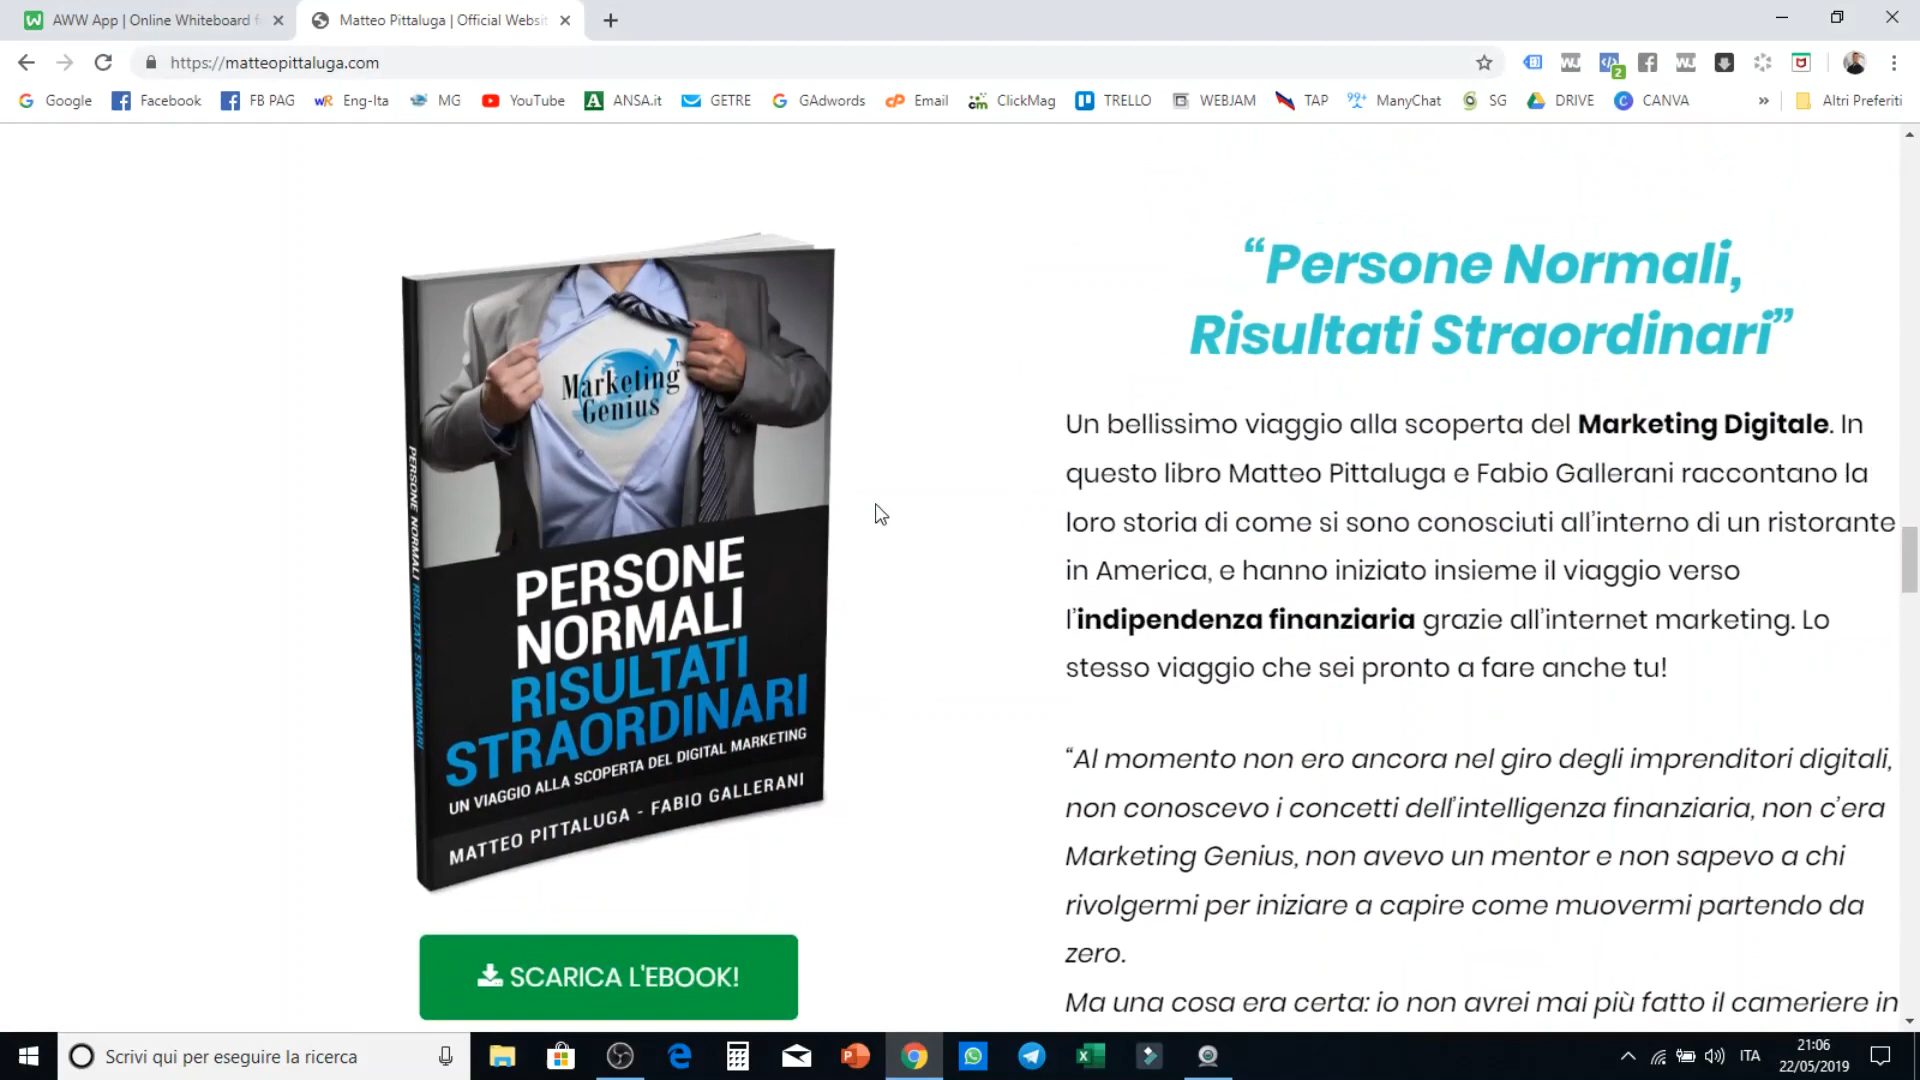 AWW App | Online Whiteboard f
Matteo Pittaluga | Official Websit
https://matteopittaluga.com
2
Google
Facebook
FB PAG
Eng-Ita
MG
YouTube
ANSA.it
GETRE
GAdwords
Email
ClickMag
TRELLO
WEBJAM
TAP
99+
ManyChat
SG
DRIVE
CANVA
»
Altri Preferiti
Marketing
Genius
TM
PERSONE NORMALI RISULTATI STRAORDINARI
PERSONE
NORMALI
RISULTATI
STRAORDINARI
UN VIAGGIO ALLA SCOPERTA DEL DIGITAL MARKETING
MATTEO PITTALUGA - FABIO GALLERANI
SCARICA L'EBOOK!
“Persone Normali,
Risultati Straordinari”
Un bellissimo viaggio alla scoperta del Marketing Digitale. In
questo libro Matteo Pittaluga e Fabio Gallerani raccontano la
loro storia di come si sono conosciuti all'interno di un ristorante
in America, e hanno iniziato insieme il viaggio verso
l'indipendenza finanziaria grazie all'internet marketing. Lo
stesso viaggio che sei pronto a fare anche tu!
“Al momento non ero ancora nel giro degli imprenditori digitali,
non conoscevo i concetti dell'intelligenza finanziaria, non c'era
Marketing Genius, non avevo un mentor e non sapevo a chi
rivolgermi per iniziare a capire come muovermi partendo da
zero.
Ma una cosa era certa: io non avrei mai più fatto il cameriere in
Scrivi qui per eseguire la ricerca
ITA
21:06
22/05/2019